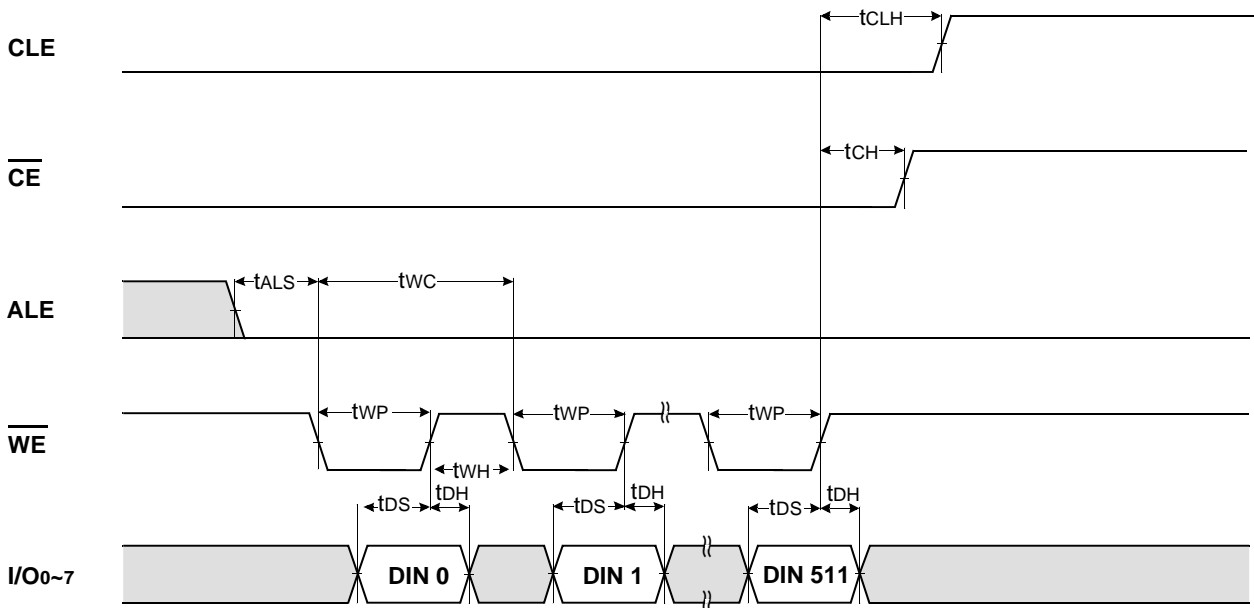 tCLH
CLE
CE
tCH
ALE
tALS
tWC
WE
tWP
tWP
tWP
tWH
tDS
tDH
tDS
tDH
tDS
tDH
I/O0~7
DIN 0
DIN 1
DIN 511